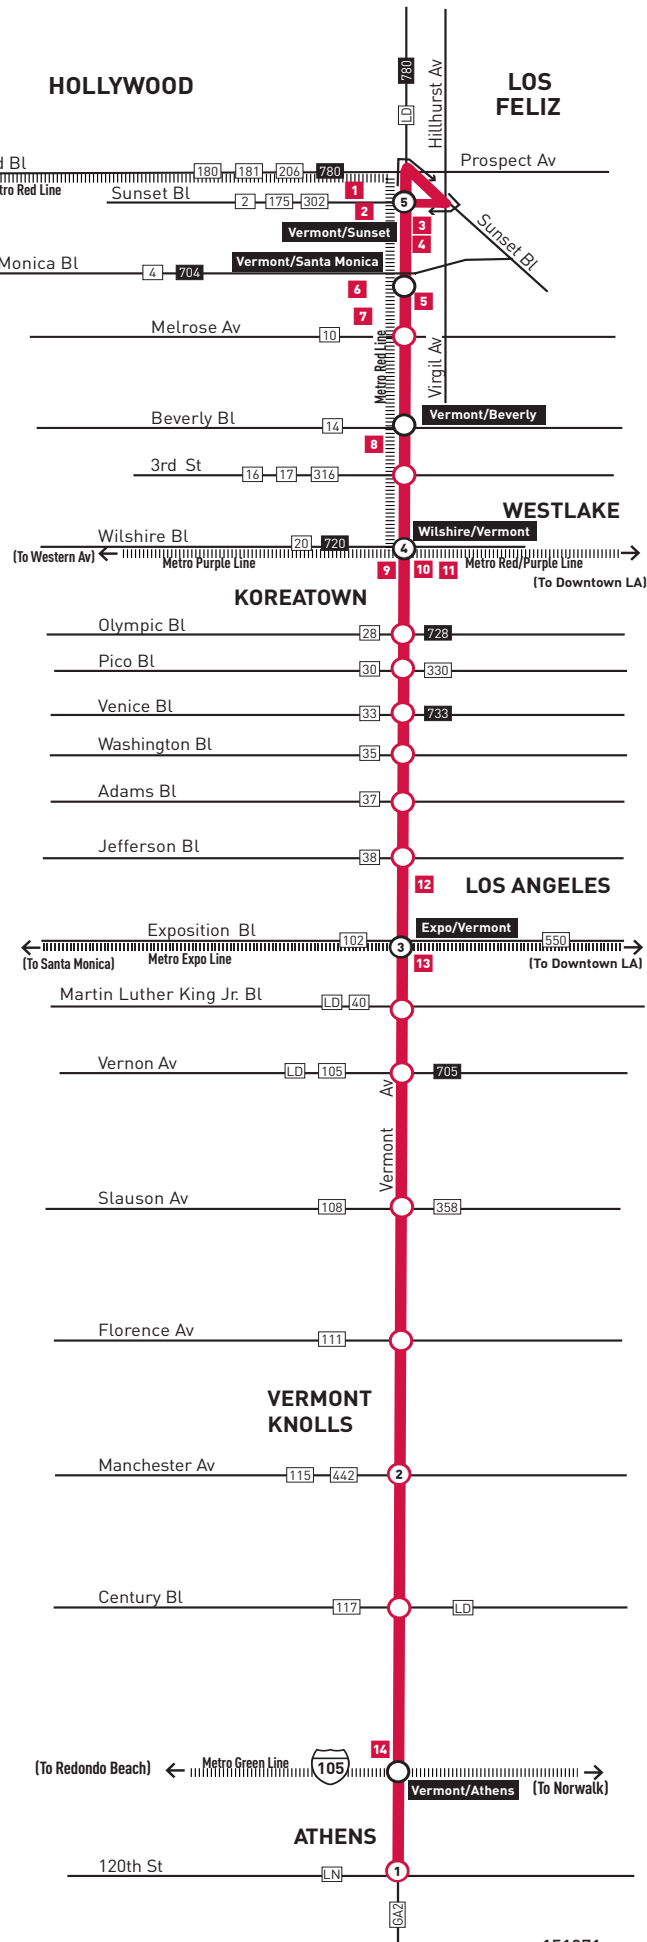 780
LD
Hillhurst Av
HOLLYWOOD
LOS
FELIZ
d Bl
180 181 206 780
Prospect Av
tro Red Line
1
Sunset Bl
2 175 302
2
5
Sunset Bl
Vermont/Sunset
3
4
Monica Bl
Vermont/Santa Monica
4 704
6
5
7
Melrose Av
10
Metro Red Line
Virgil Av
Beverly Bl
14
Vermont/Beverly
8
3rd St
16 17 316
WESTLAKE
Wilshire Bl
20 720
4
Wilshire/Vermont
(To Western Av)
Metro Purple Line
9
10
11
Metro Red/Purple Line
(To Downtown LA)
KOREATOWN
Olympic Bl
28
728
Pico Bl
30
330
Venice Bl
33
733
Washington Bl
35
Adams Bl
37
Jefferson Bl
38
12
LOS ANGELES
Exposition Bl
102
3
Expo/Vermont
550
(To Santa Monica)
Metro Expo Line
13
(To Downtown LA)
Martin Luther King Jr. Bl
LD 40
Vernon Av
LD 105
705
Vermont Av
Slauson Av
108
358
Florence Av
111
VERMONT
KNOLLS
Manchester Av
115 442
2
Century Bl
117
LD
14
(To Redondo Beach)
Metro Green Line
105
Vermont/Athens
(To Norwalk)
ATHENS
120th St
LN
1
GA2